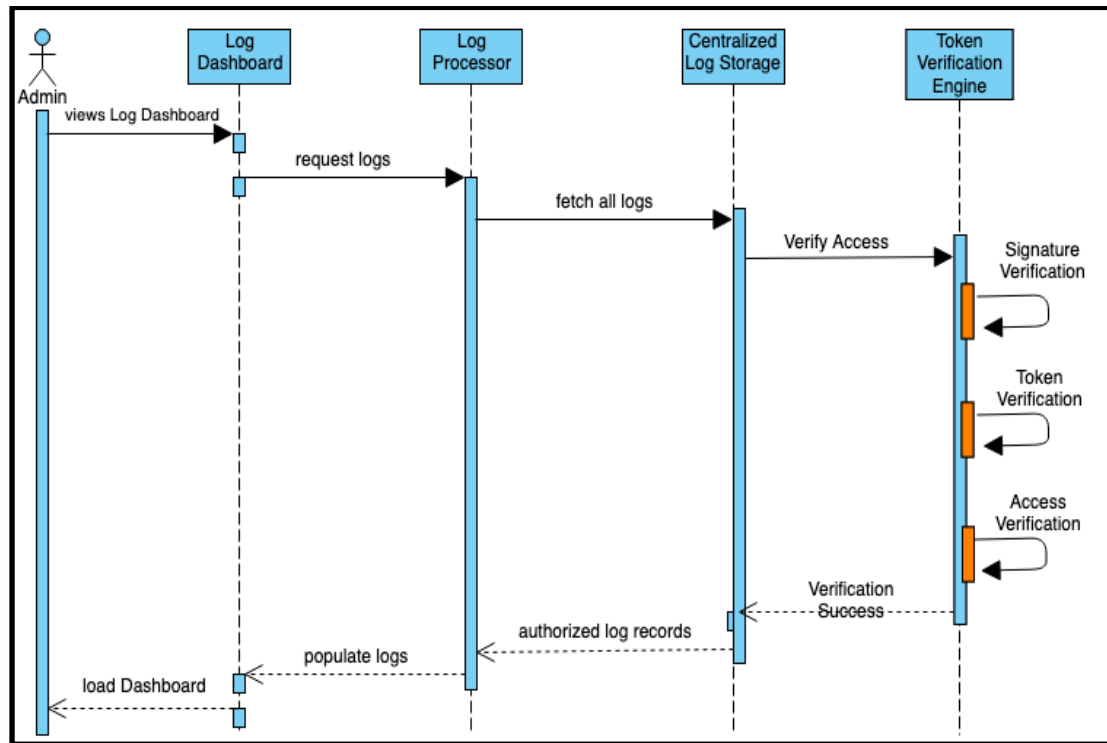 Log
Dashboard
Log
Processor
Centralized
Log Storage
Token
Verification
Engine
Admin
views Log Dashboard
request logs
fetch all logs
Verify Access
Signature
Verification
Token
Verification
Access
Verification
Verification
Success
authorized log records
populate logs
load Dashboard